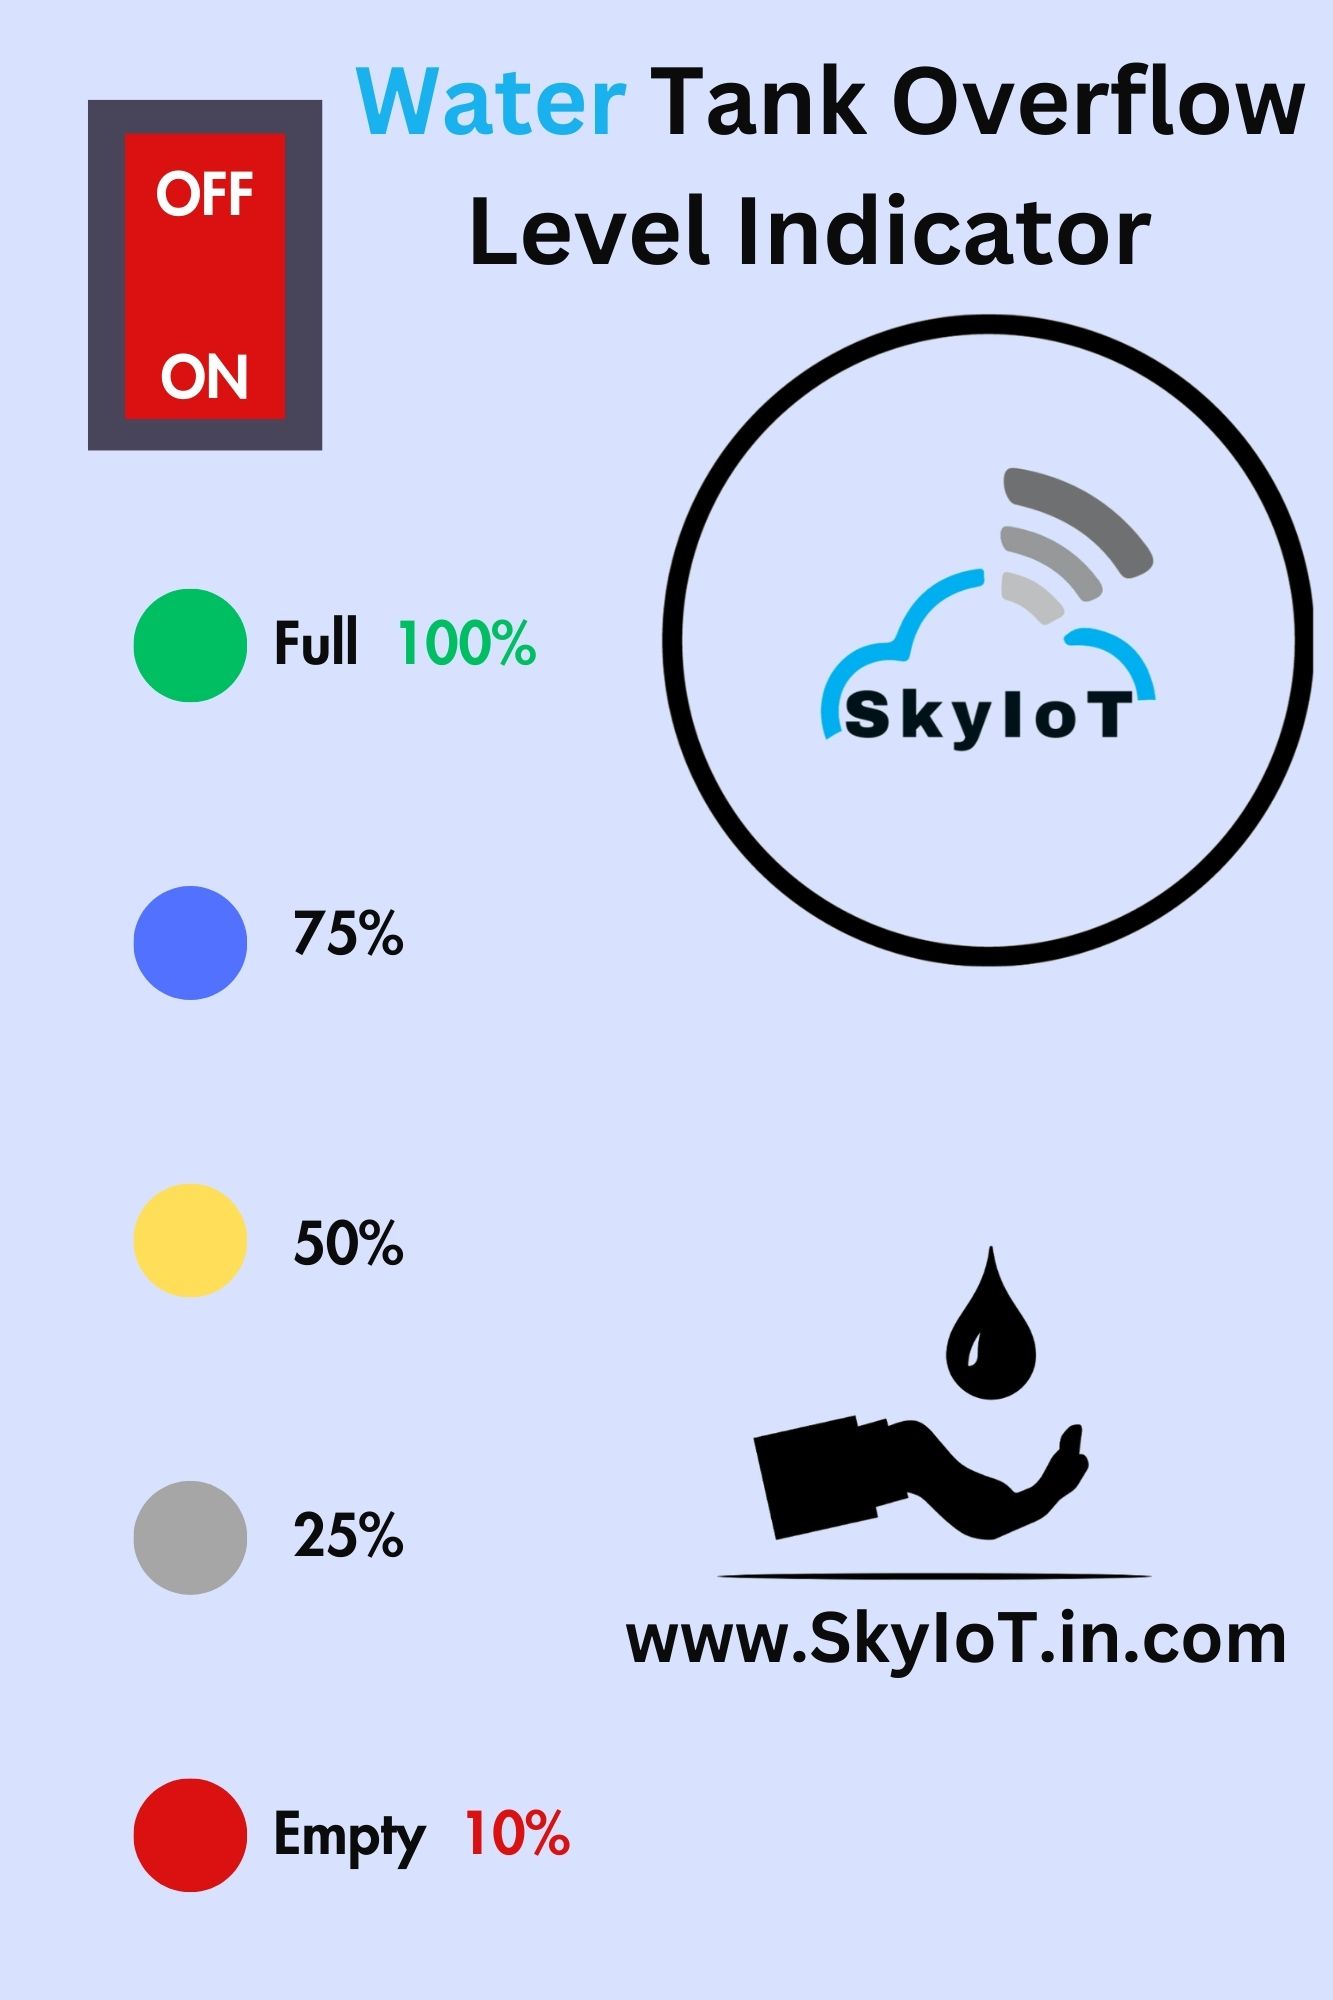 Water Tank Overflow
Level Indicator
OFF
ON
SkyIoT
Full 100%
75%
50%
25%
www.SkyIoT.in.com
Empty 10%